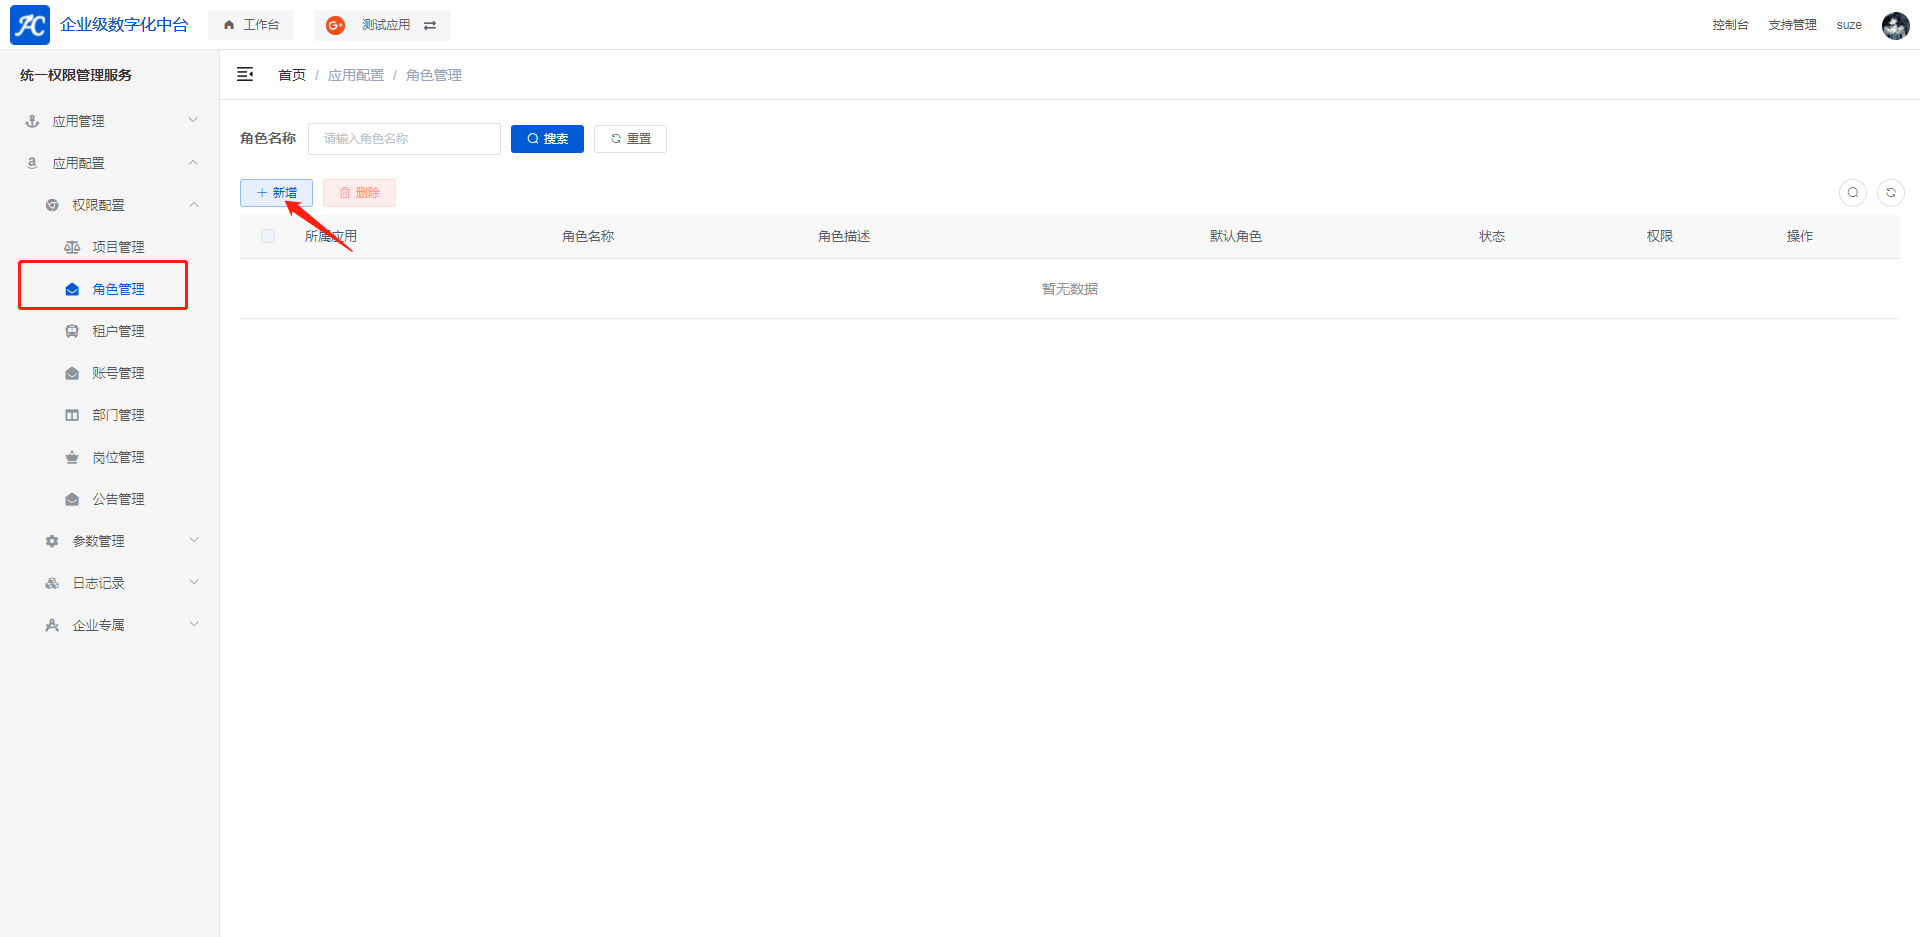 AC 企业级数字化中台 工作台 G+ 测试应用 控制台 支持管理 suze
统一权限管理服务
首页 / 应用配置 / 角色管理
应用管理
应用配置
权限配置
项目管理
角色管理
租户管理
账号管理
部门管理
岗位管理
公告管理
参数管理
日志记录
企业专属
角色名称 请输入角色名称 搜索 重置
新增 删除
所属应用 角色名称 角色描述 默认角色 状态 权限 操作
暂无数据